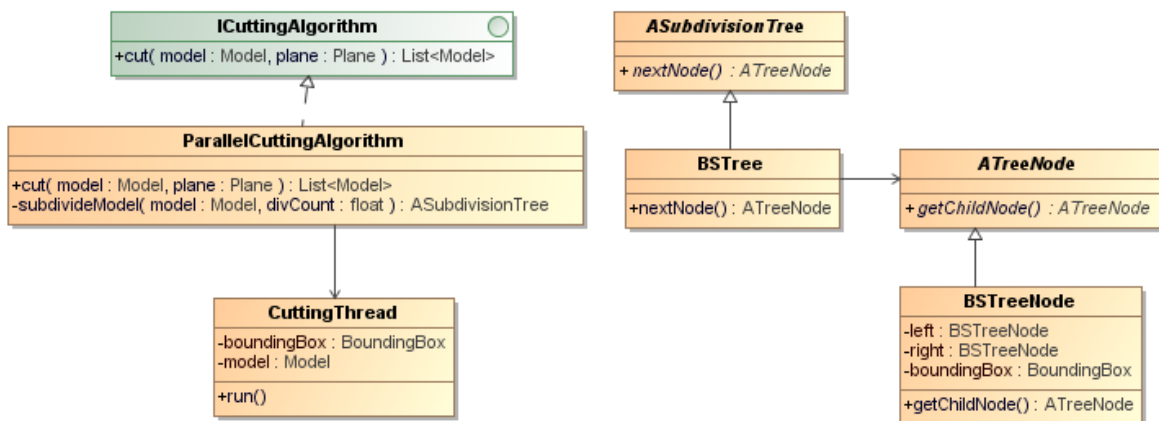 ICuttingAlgorithm
+cut( model : Model, plane : Plane ) : List<Model>
ParallelCuttingAlgorithm
+cut( model : Model, plane : Plane ) : List<Model>
-subdivideModel( model : Model, divCount : float ) : ASubdivisionTree
CuttingThread
-boundingBox : BoundingBox
-model : Model
+run()
ASubdivisionTree
+ nextNode() : ATreeNode
BSTree
+nextNode() : ATreeNode
ATreeNode
+ getChildNode() : ATreeNode
BSTreeNode
-left : BSTreeNode
-right : BSTreeNode
-boundingBox : BoundingBox
+getChildNode() : ATreeNode